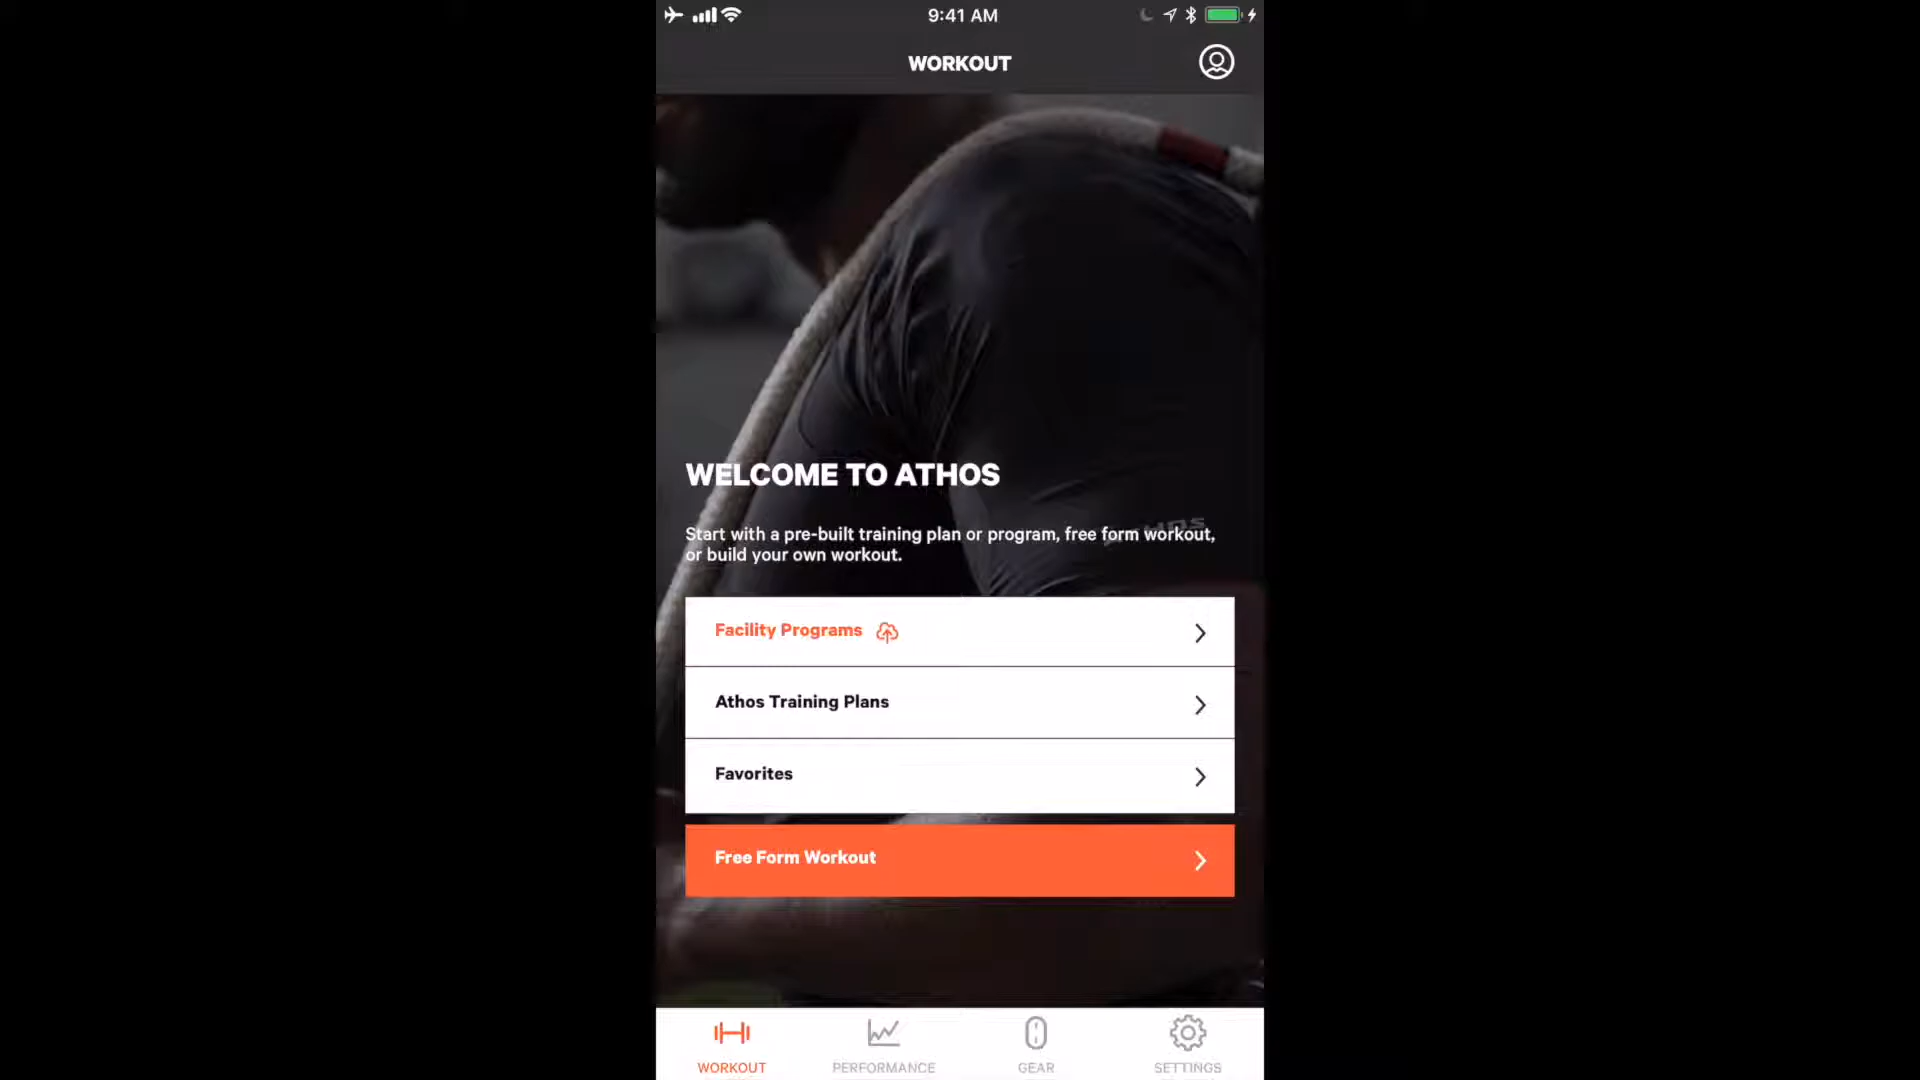 9:41 AM
WORKOUT
WELCOME TO ATHOS
Start with a pre-built training plan or program, free form workout,
or build your own workout.
ATHOS
Facility Programs
Athos Training Plans
Favorites
Free Form Workout
WORKOUT
PERFORMANCE
GEAR
SETTINGS